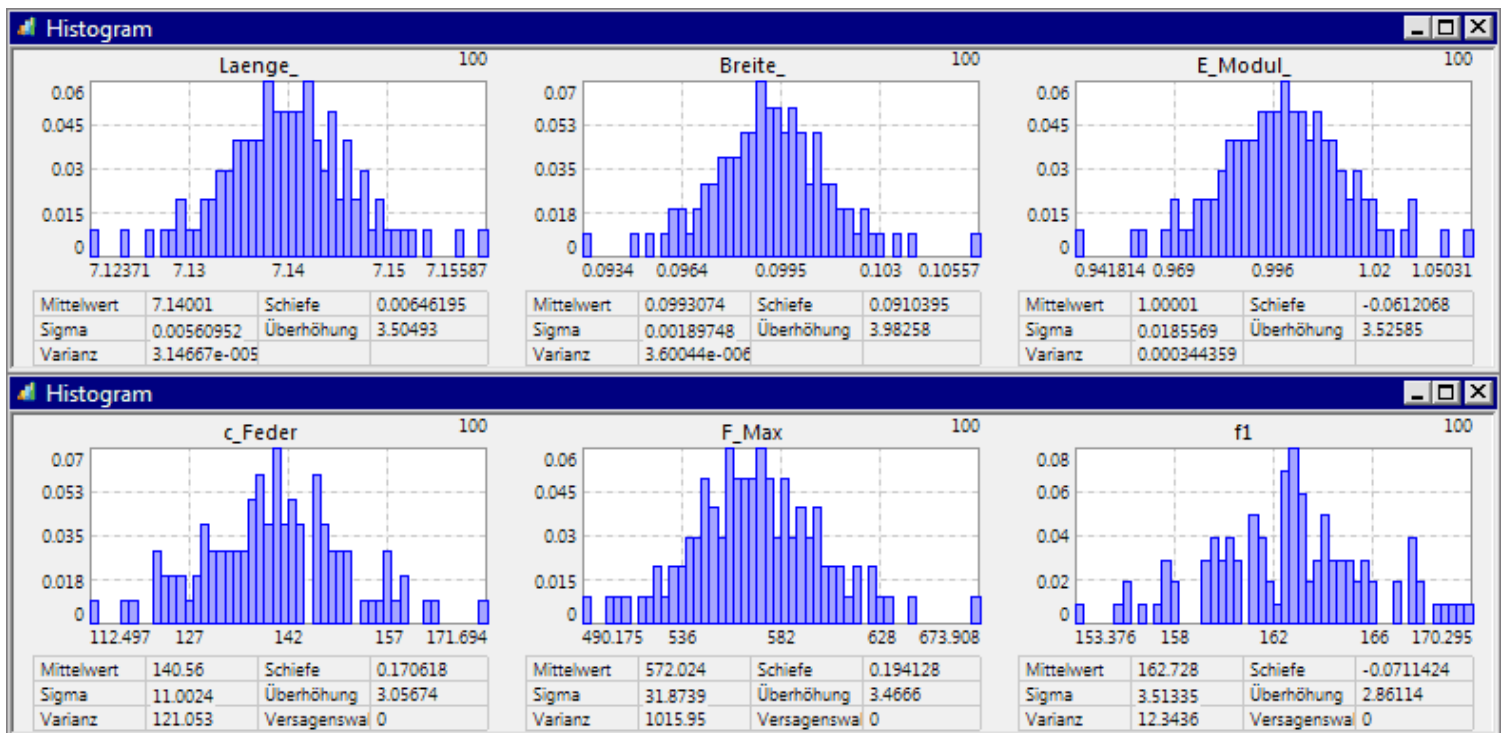 Histogram
Laenge_ 100 Breite_ 100 E_Modul_ 100
0.06 0.07 0.06
0.045 0.053 0.045
0.03 0.035 0.03
0.015 0.018 0.015
0 0 0
7.12371 7.13 7.14 7.15 7.15587 0.0934 0.0964 0.0995 0.103 0.10557 0.941814 0.969 0.996 1.02 1.05031
Mittelwert 7.14001 Schiefe 0.00646195 Mittelwert 0.0993074 Schiefe 0.0910395 Mittelwert 1.00001 Schiefe -0.0612068
Sigma 0.00560952 Überhöhung 3.50493 Sigma 0.00189748 Überhöhung 3.98258 Sigma 0.0185569 Überhöhung 3.52585
Varianz 3.14667e-005 Varianz 3.60044e-006 Varianz 0.000344359
Histogram
c_Feder 100 F_Max 100 f1 100
0.07 0.06 0.08
0.053 0.045 0.06
0.035 0.03 0.04
0.018 0.015 0.02
0 0 0
112.497 127 142 157 171.694 490.175 536 582 628 673.908 153.376 158 162 166 170.295
Mittelwert 140.56 Schiefe 0.170618 Mittelwert 572.024 Schiefe 0.194128 Mittelwert 162.728 Schiefe -0.0711424
Sigma 11.0024 Überhöhung 3.05674 Sigma 31.8739 Überhöhung 3.4666 Sigma 3.51335 Überhöhung 2.86114
Varianz 121.053 Versagenswal 0 Varianz 1015.95 Versagenswal 0 Varianz 12.3436 Versagenswal 0